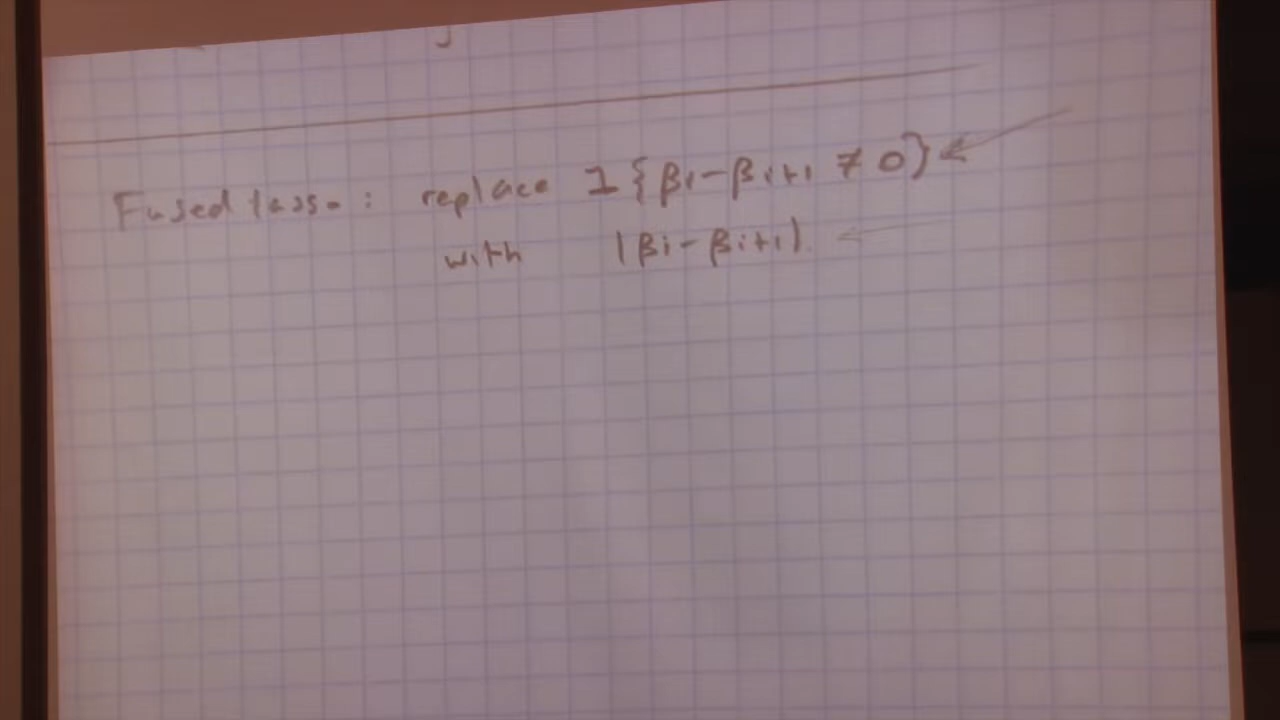 Fused lasso: replace 1{βi-βi+1 ≠ 0}
with |βi-βi+1|.